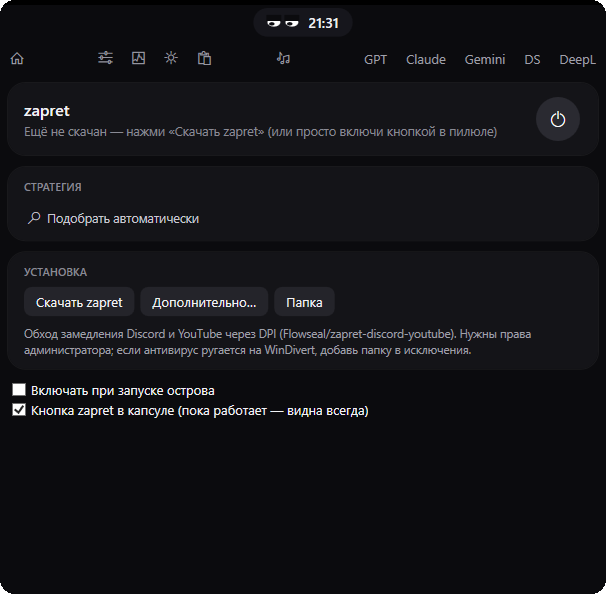 21:31
GPT Claude Gemini DS DeepL
zapret
Ещё не скачан — нажми «Скачать zapret» (или просто включи кнопкой в пилюле)
СТРАТЕГИЯ
Подобрать автоматически
УСТАНОВКА
Скачать zapret Дополнительно... Папка
Обход замедления Discord и YouTube через DPI (Flowseal/zapret-discord-youtube). Нужны права
администратора; если антивирус ругается на WinDivert, добавь папку в исключения.
Включать при запуске острова
Кнопка zapret в капсуле (пока работает — видна всегда)